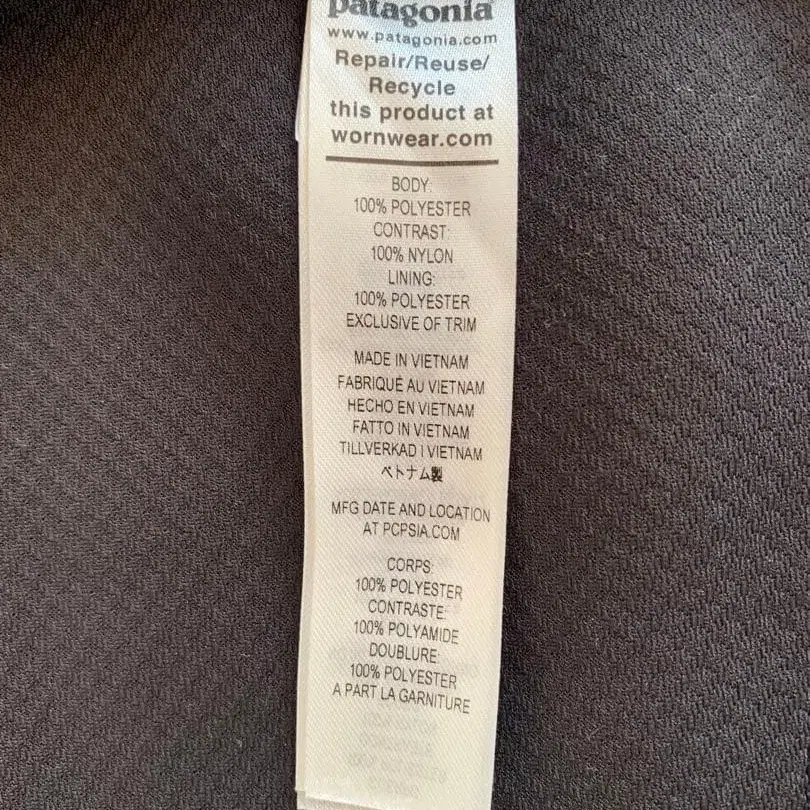 patagonia
www.patagonia.com
Repair/Reuse/
Recycle
this product at
wornwear.com
BODY:
100% POLYESTER
CONTRAST:
100% NYLON
LINING:
100% POLYESTER
EXCLUSIVE OF TRIM
MADE IN VIETNAM
FABRIQUÉ AU VIETNAM
HECHO EN VIETNAM
FATTO IN VIETNAM
TILLVERKAD I VIETNAM
ベトナム製
MFG DATE AND LOCATION
AT PCPSIA.COM
CORPS:
100% POLYESTER
CONTRASTE:
100% POLYAMIDE
DOUBLURE:
100% POLYESTER
A PART LA GARNITURE